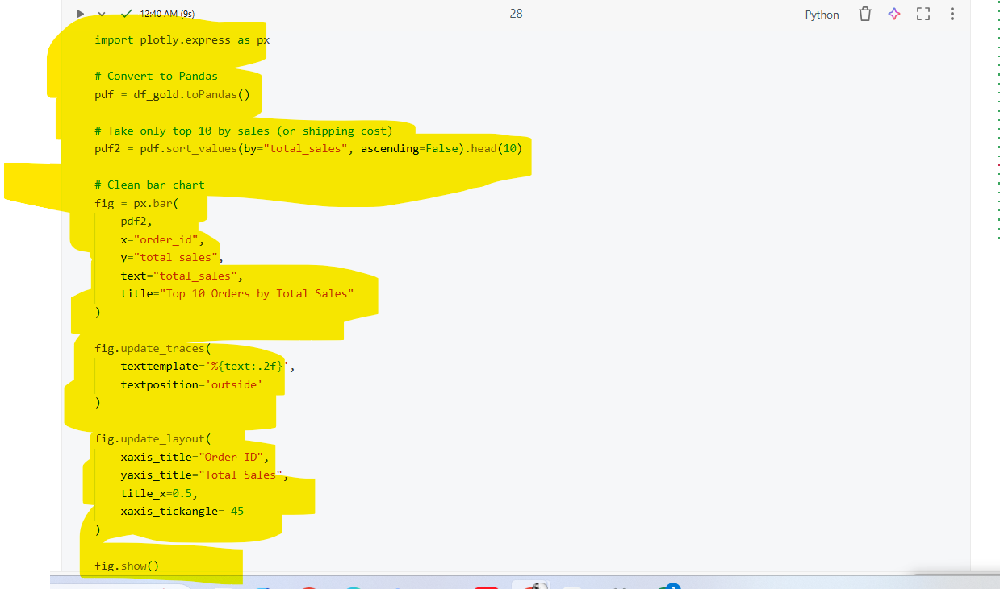 12:40 AM (9s)
28
Python
import plotly.express as px
# Convert to Pandas
pdf = df_gold.toPandas()
# Take only top 10 by sales (or shipping cost)
pdf2 = pdf.sort_values(by="total_sales", ascending=False).head(10)
# Clean bar chart
fig = px.bar(
    pdf2,
    x="order_id",
    y="total_sales",
    text="total_sales",
    title="Top 10 Orders by Total Sales"
)
fig.update_traces(
    texttemplate='%{text:.2f}',
    textposition='outside'
)
fig.update_layout(
    xaxis_title="Order ID",
    yaxis_title="Total Sales",
    title_x=0.5,
    xaxis_tickangle=-45
)
fig.show()